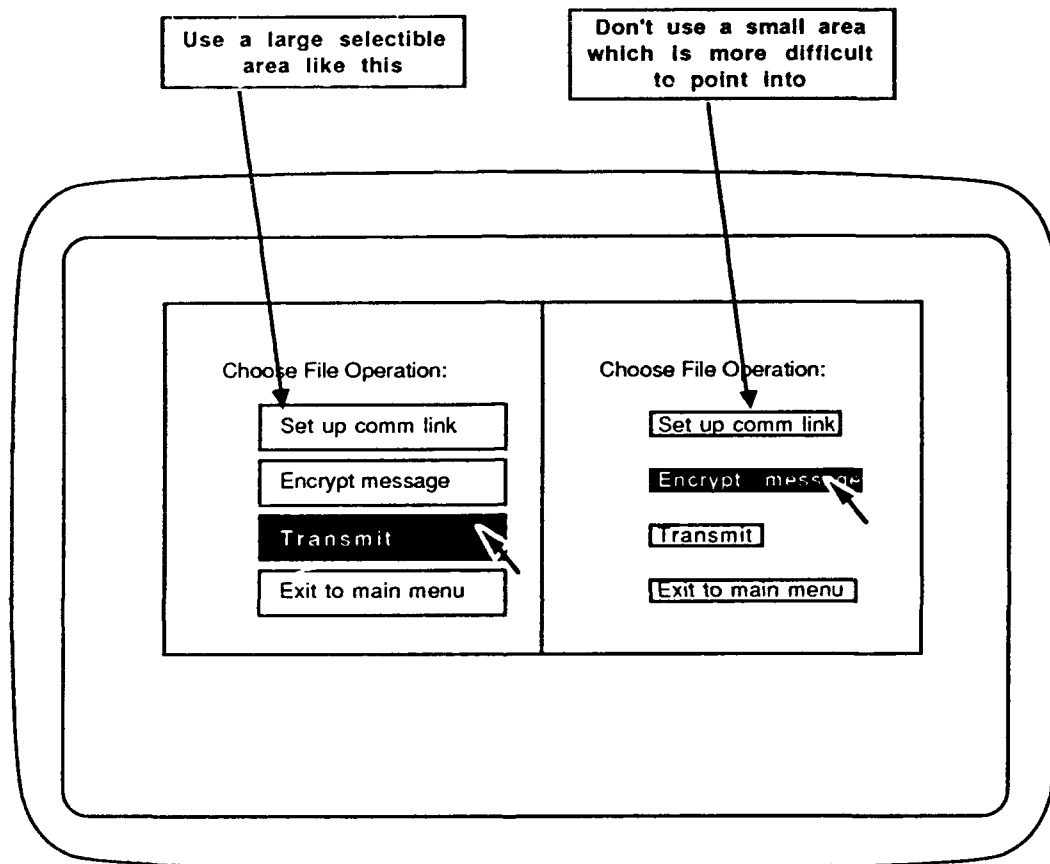 Use a large selectible
area like this
Don't use a small area
which is more difficult
to point into
Choose File Operation:
Set up comm link
Encrypt message
Transmit
Exit to main menu
Choose File Operation:
Set up comm link
Encrypt message
Transmit
Exit to main menu